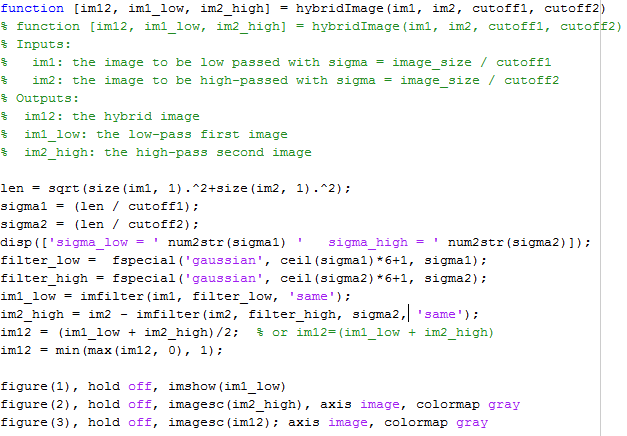 function [im12, im1_low, im2_high] = hybridImage(im1, im2, cutoff1, cutoff2)
% function [im12, im1_low, im2_high] = hybridImage(im1, im2, cutoff1, cutoff2)
% Inputs:
%   im1: the image to be low passed with sigma = image_size / cutoff1
%   im2: the image to be high-passed with sigma = image_size / cutoff2
% Outputs:
%  im12: the hybrid image
%  im1_low: the low-pass first image
%  im2_high: the high-pass second image

len = sqrt(size(im1, 1).^2+size(im2, 1).^2);
sigma1 = (len / cutoff1);
sigma2 = (len / cutoff2);
disp(['sigma_low = ' num2str(sigma1) '   sigma_high = ' num2str(sigma2)]);
filter_low =  fspecial('gaussian', ceil(sigma1)*6+1, sigma1);
filter_high = fspecial('gaussian', ceil(sigma2)*6+1, sigma2);
im1_low = imfilter(im1, filter_low, 'same');
im2_high = im2 - imfilter(im2, filter_high, sigma2, 'same');
im12 = (im1_low + im2_high)/2;  % or im12=(im1_low + im2_high)
im12 = min(max(im12, 0), 1);

figure(1), hold off, imshow(im1_low)
figure(2), hold off, imagesc(im2_high), axis image, colormap gray
figure(3), hold off, imagesc(im12); axis image, colormap gray